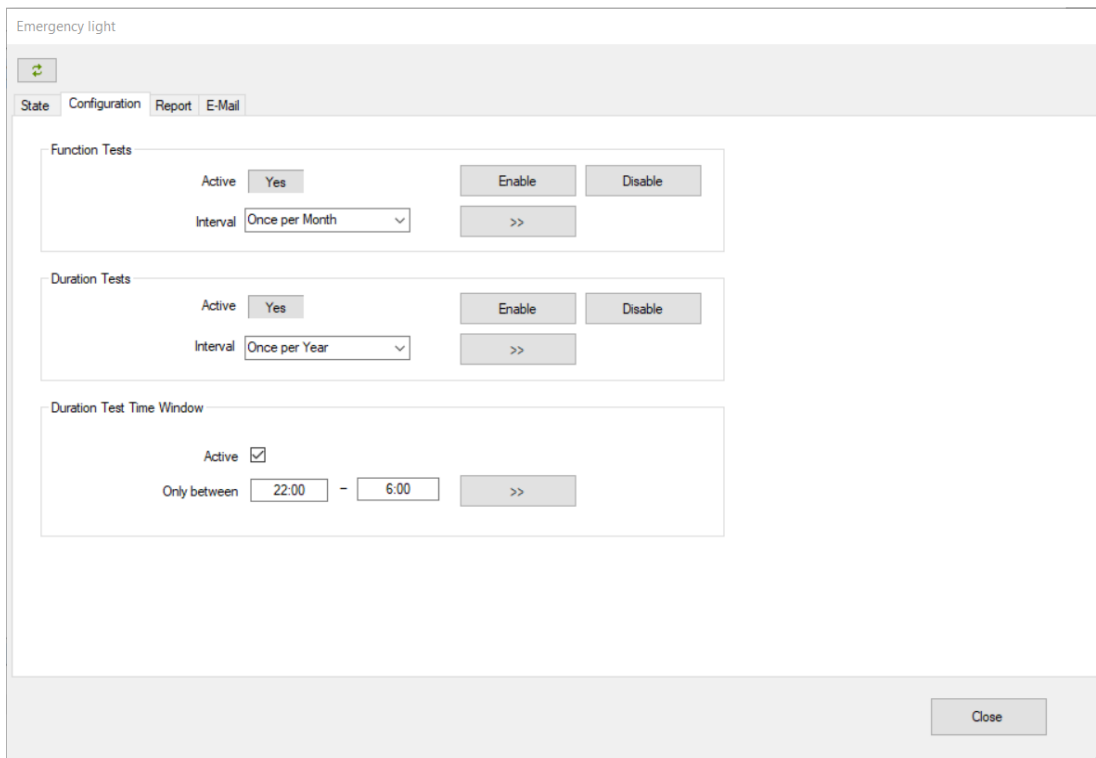 Emergency light
State Configuration Report E-Mail
Function Tests
Active Yes Enable Disable
Interval Once per Month >>
Duration Tests
Active Yes Enable Disable
Interval Once per Year >>
Duration Test Time Window
Active
Only between 22:00 – 6:00 >>
Close